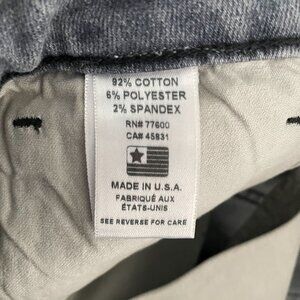 92% COTTON
6% POLYESTER
2% SPANDEX
RN# 77600
CA# 45831
MADE IN U.S.A.
FABRIQUÉ AUX
ÉTATS-UNIS
SEE REVERSE FOR CARE